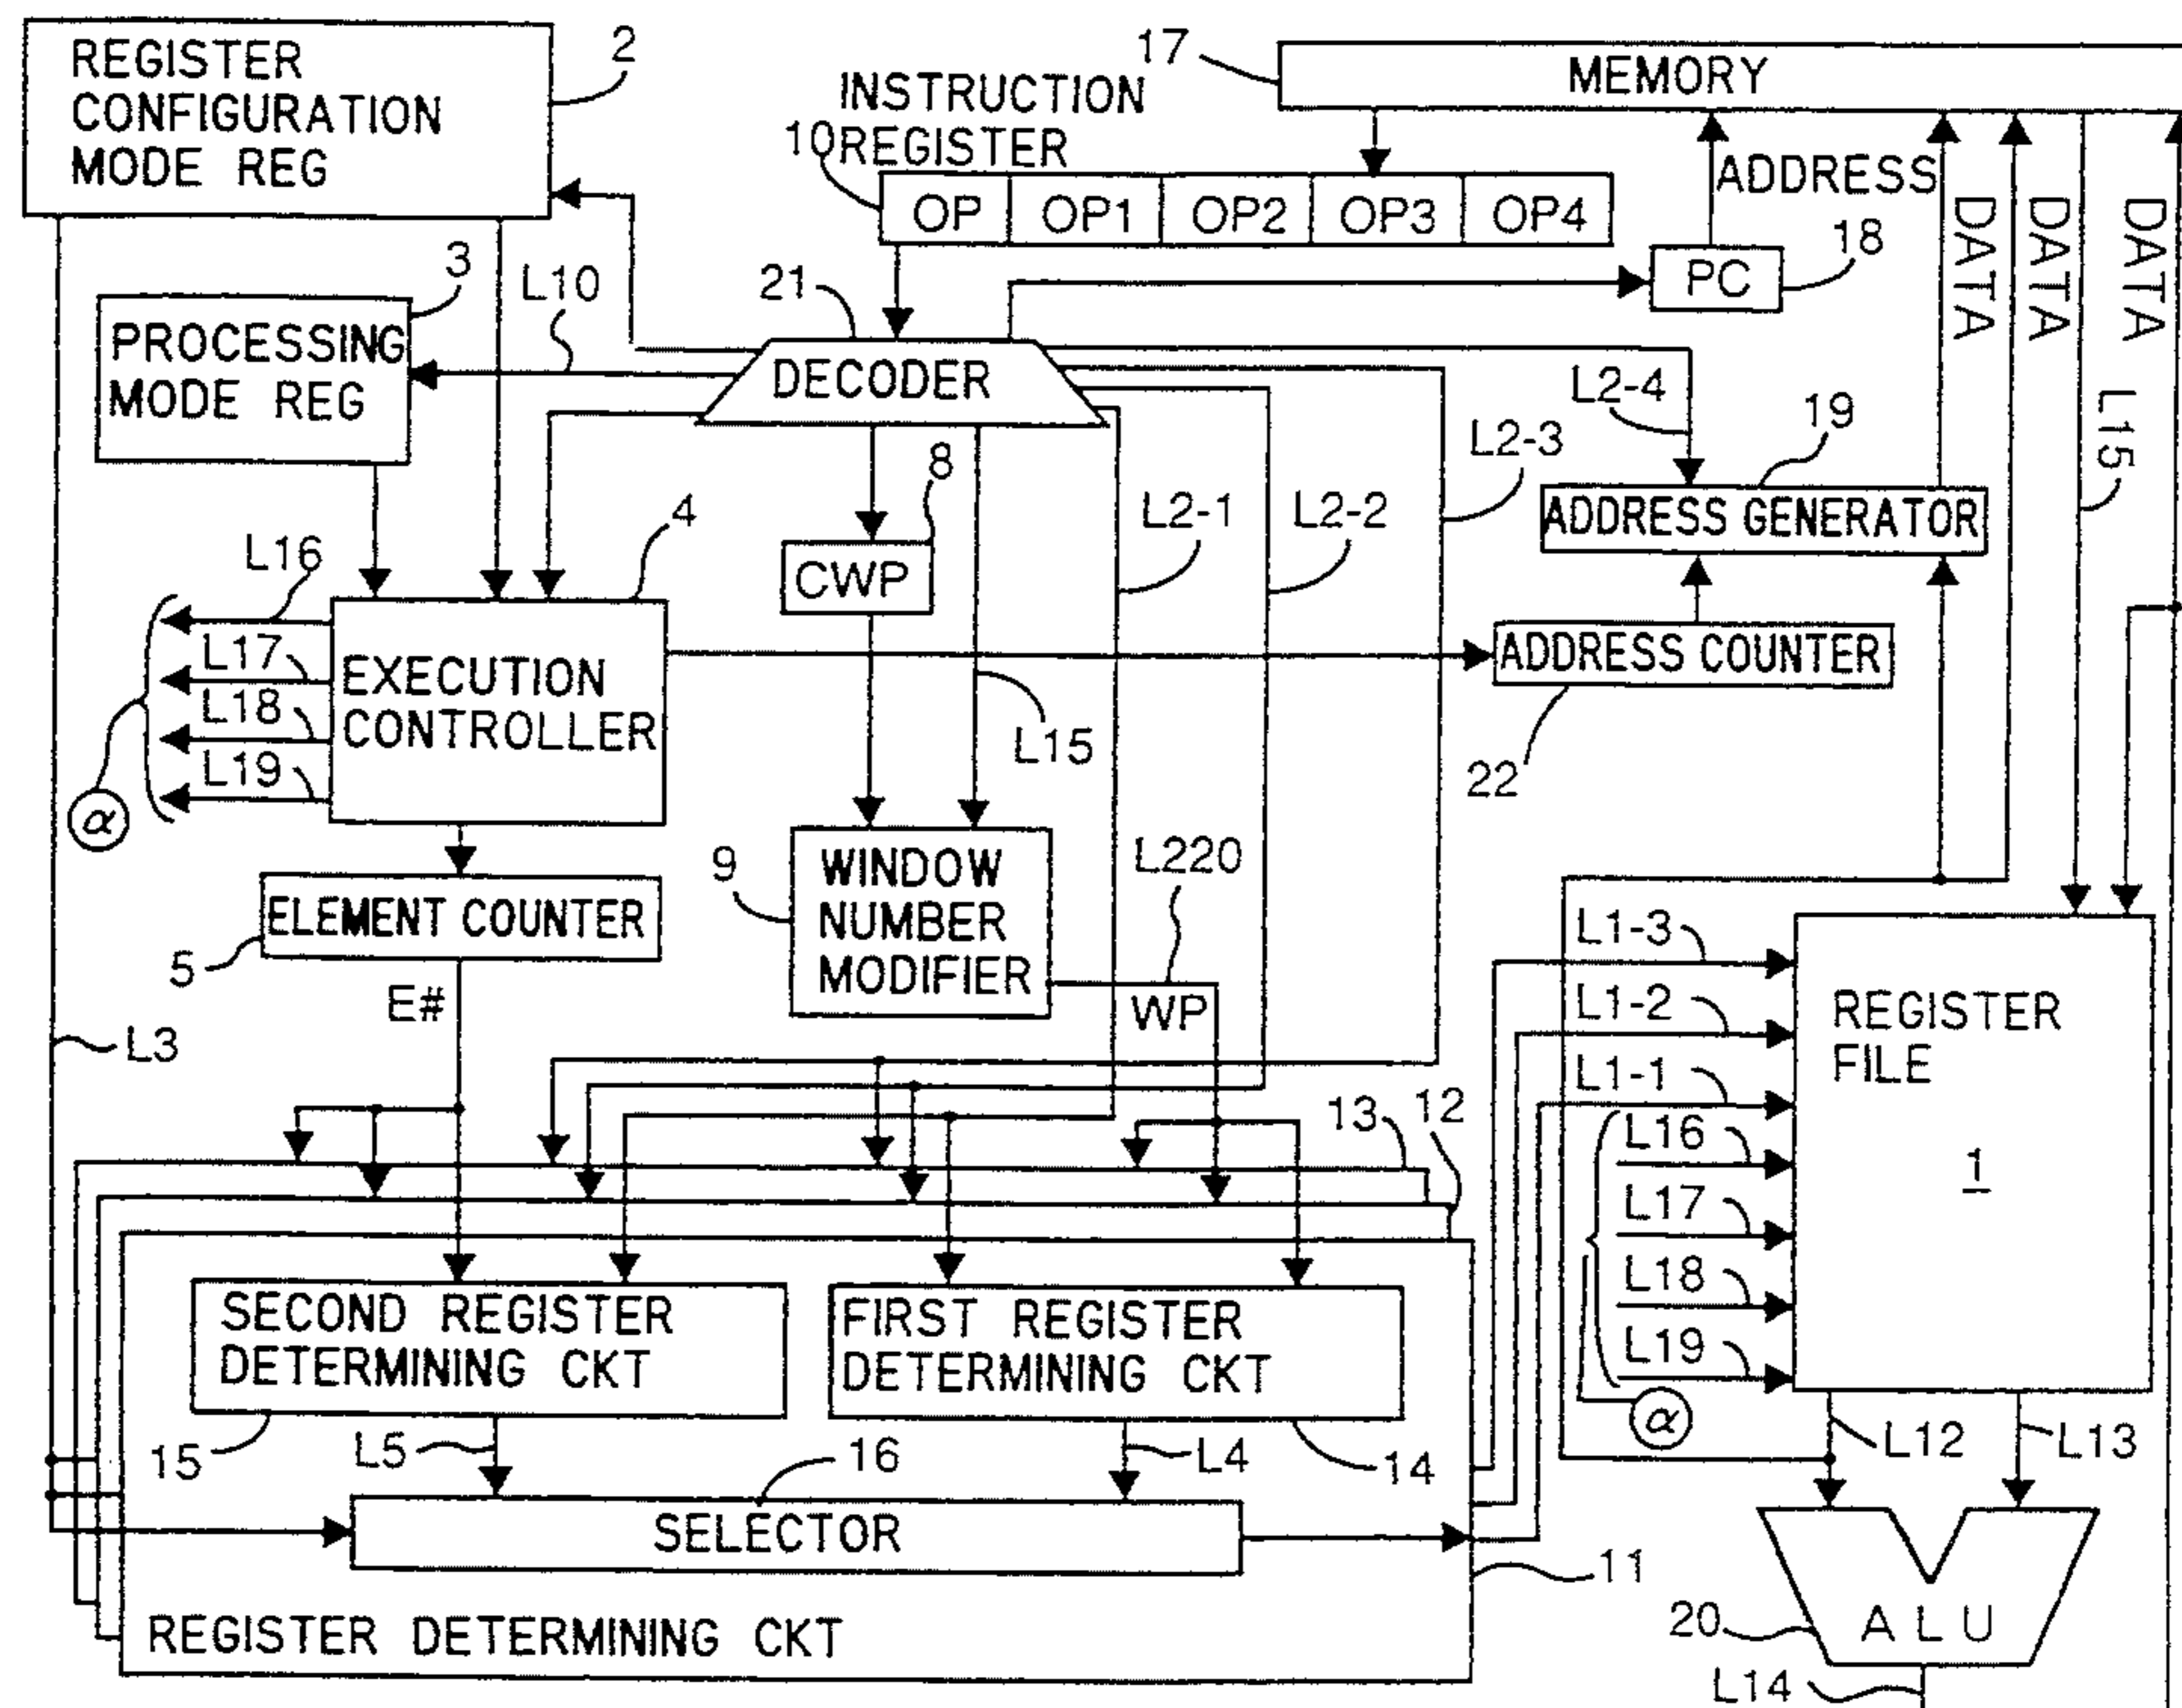 REGISTER
CONFIGURATION
MODE REG
2
17
MEMORY
INSTRUCTION
REGISTER
10
OP
OP1
OP2
OP3
OP4
ADDRESS
DATA
DATA
DATA
18
PC
3
L10
21
PROCESSING
MODE REG
DECODER
L2-4
19
L2-3
L15
8
L2-1
L2-2
ADDRESS GENERATOR
4
L16
CWP
L17
EXECUTION
CONTROLLER
L18
L19
α
ADDRESS COUNTER
L15
22
9
WINDOW
NUMBER
MODIFIER
L220
ELEMENT COUNTER
5
E#
WP
L3
L1-3
L1-2
L1-1
REGISTER
FILE
1
13
12
L16
L17
L18
L19
α
SECOND REGISTER
DETERMINING CKT
FIRST REGISTER
DETERMINING CKT
15
L5
16
L4
14
L12
L13
SELECTOR
11
REGISTER DETERMINING CKT
20
ALU
L14